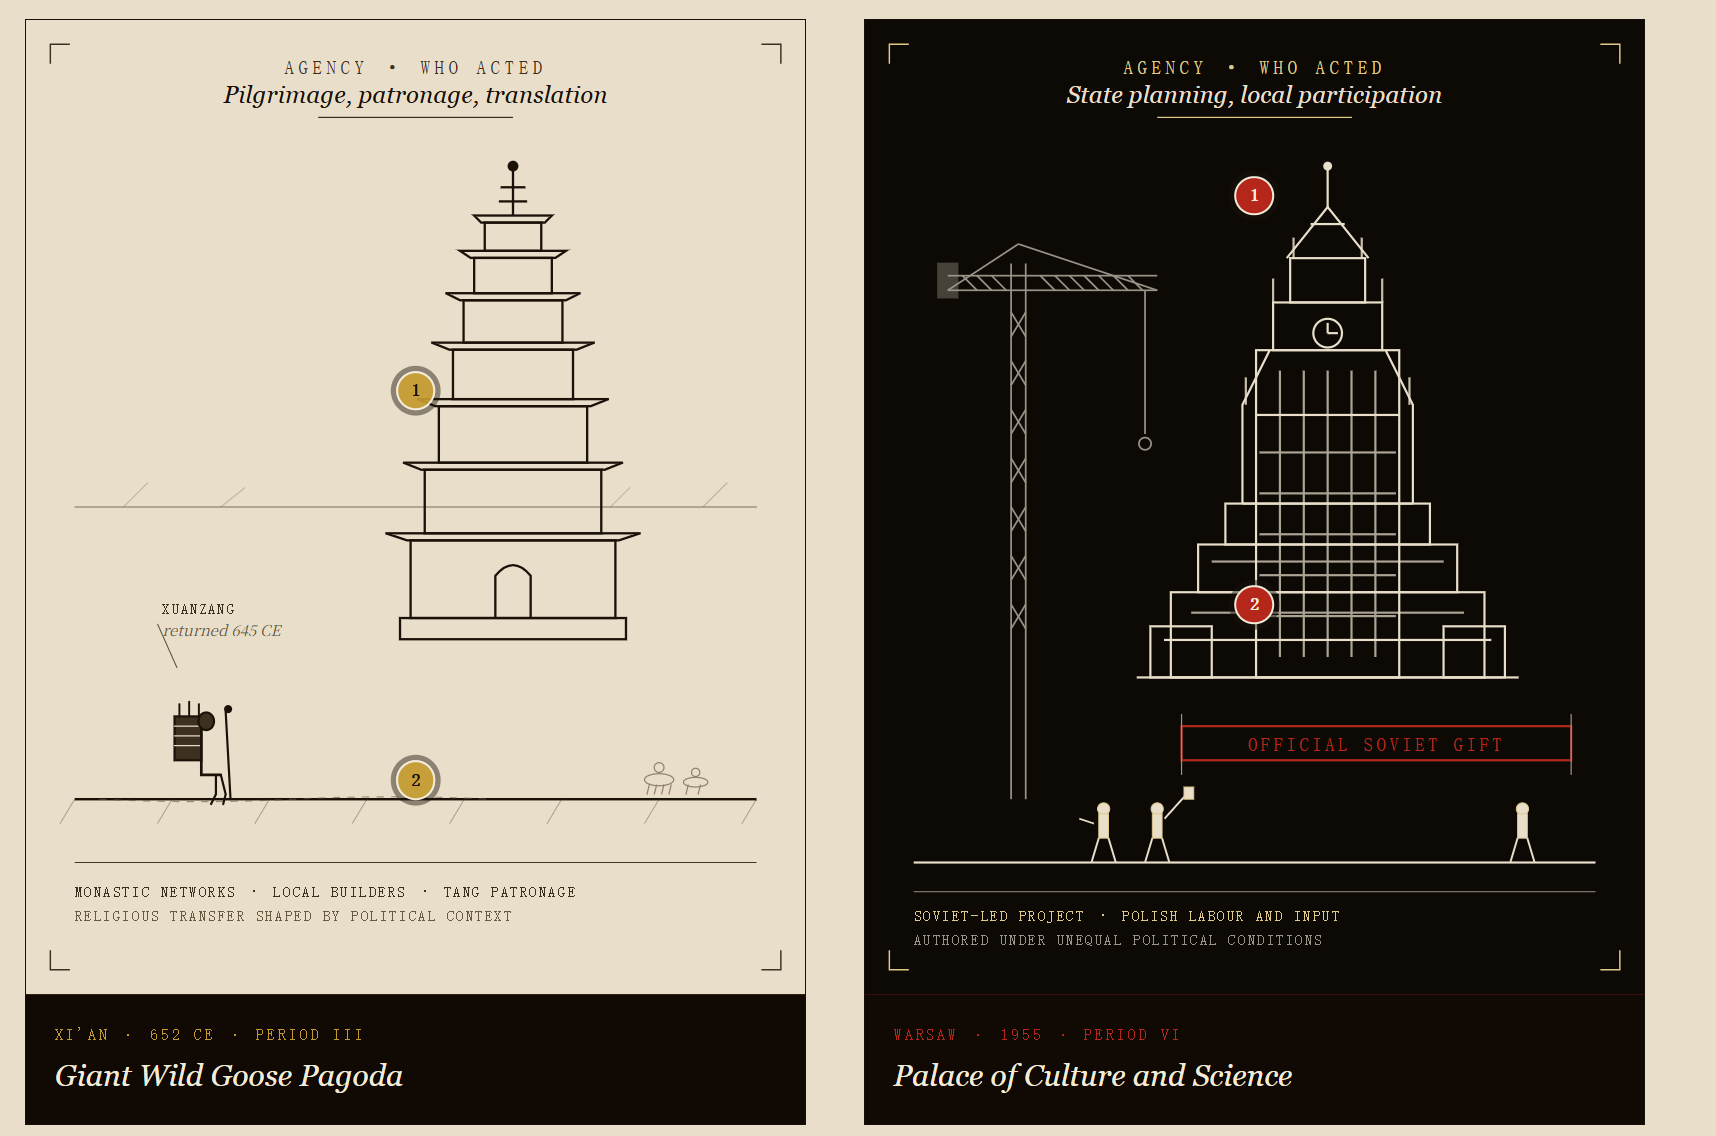 AGENCY • WHO ACTED
Pilgrimage, patronage, translation
1
XUANZANG
returned 645 CE
2
MONASTIC NETWORKS · LOCAL BUILDERS · TANG PATRONAGE
RELIGIOUS TRANSFER SHAPED BY POLITICAL CONTEXT
XI'AN · 652 CE · PERIOD III
Giant Wild Goose Pagoda
AGENCY • WHO ACTED
State planning, local participation
1
2
OFFICIAL SOVIET GIFT
SOVIET-LED PROJECT · POLISH LABOUR AND INPUT
AUTHORED UNDER UNEQUAL POLITICAL CONDITIONS
WARSAW · 1955 · PERIOD VI
Palace of Culture and Science